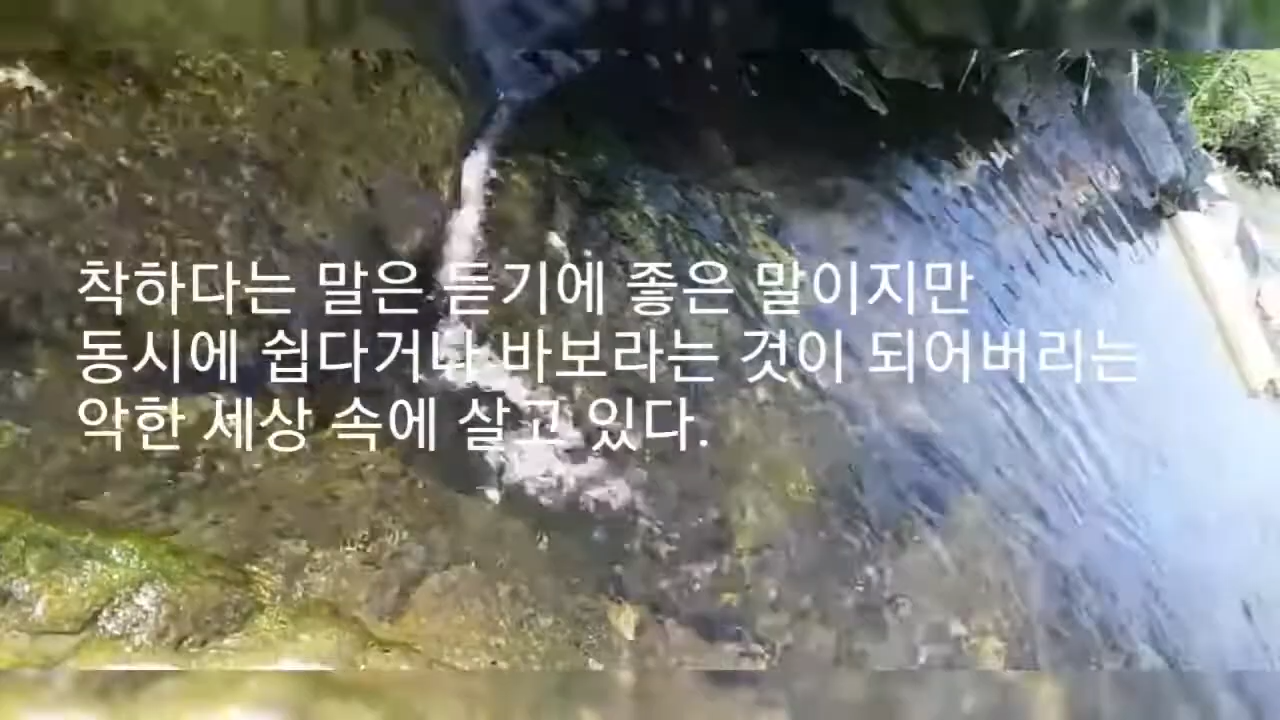 착하다는 말은 듣기에 좋은 말이지만
동시에 쉽다거나 바보라는 것이 되어버리는
악한 세상 속에 살고 있다.